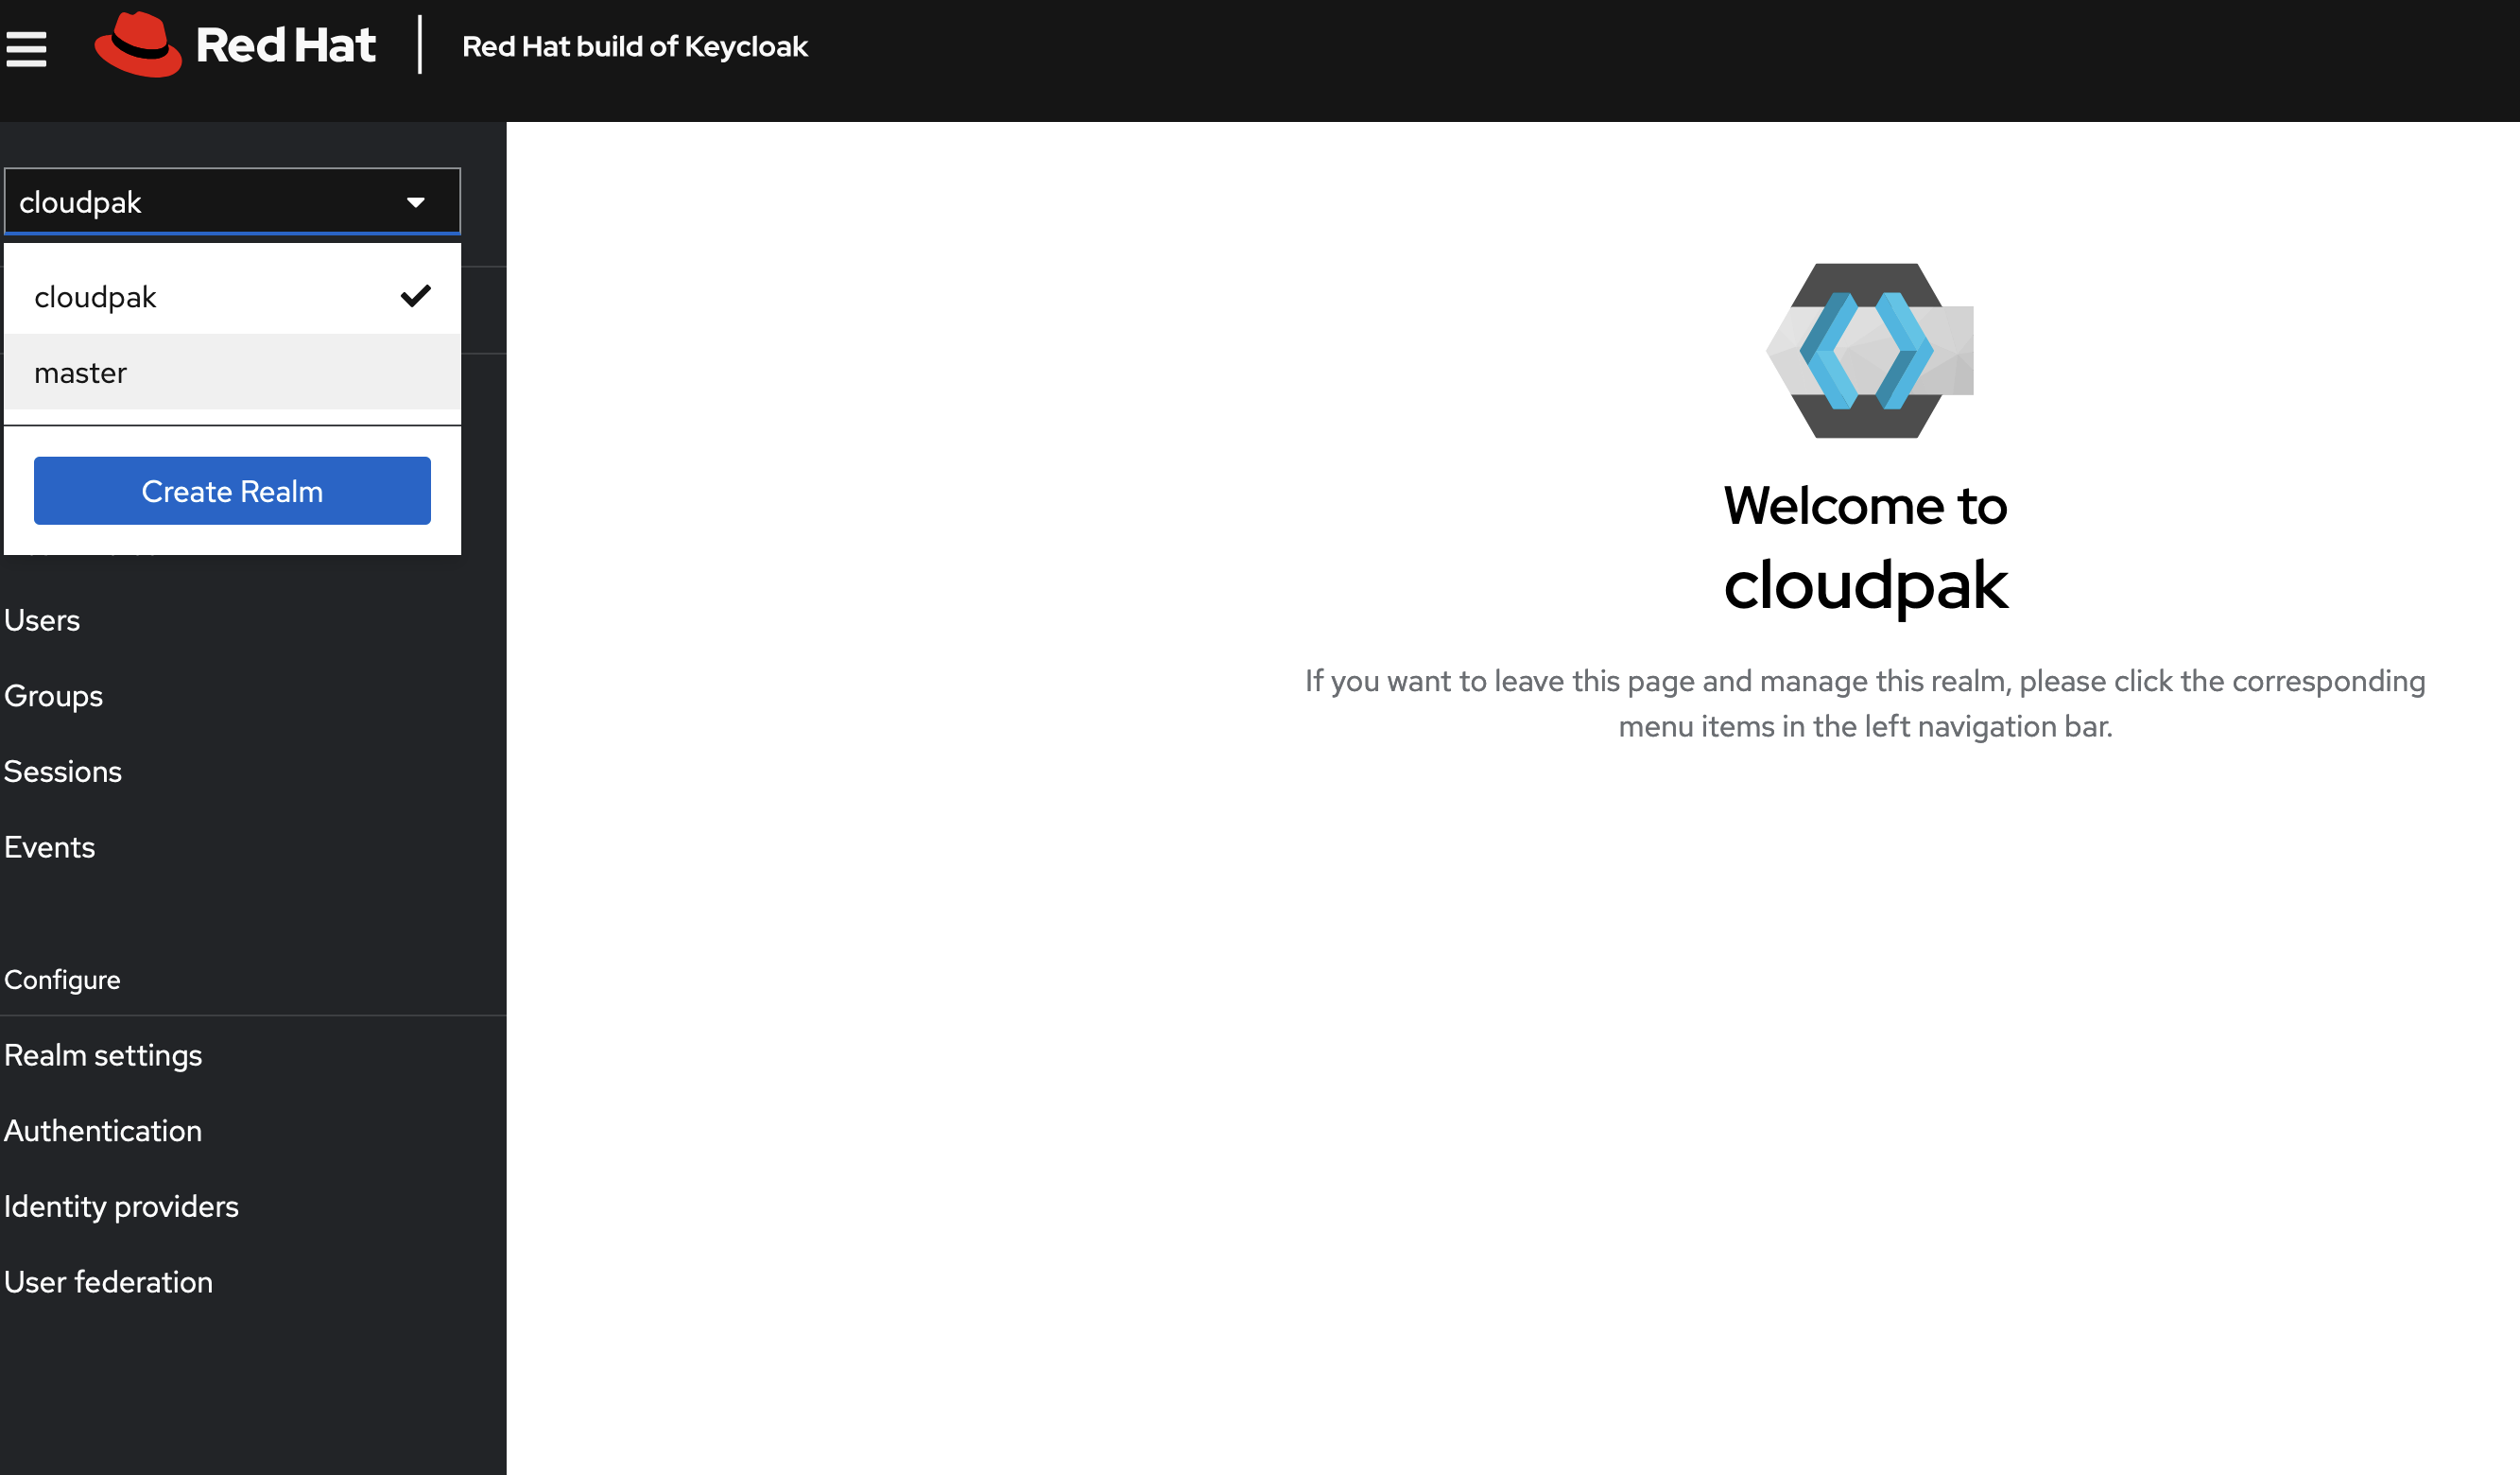 Red Hat
Red Hat build of Keycloak
cloudpak
cloudpak
master
Create Realm
Users
Groups
Sessions
Events
Configure
Realm settings
Authentication
Identity providers
User federation
Welcome to
cloudpak
If you want to leave this page and manage this realm, please click the corresponding
menu items in the left navigation bar.